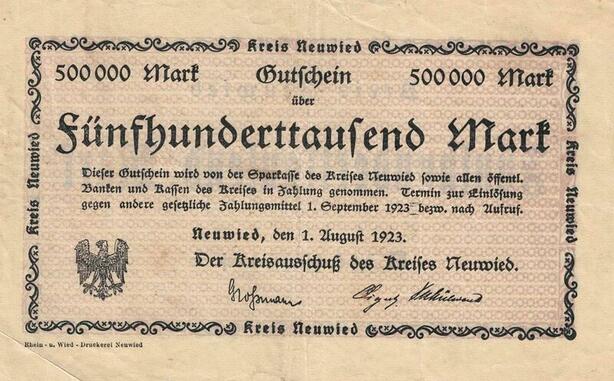 Kreis Neuwied
500 000 Mark Gutschein 500 000 Mark
über
Fünfhunderttausend Mark
Dieser Gutschein wird von der Sparkasse des Kreises Neuwied sowie allen öffentl.
Banken und Kassen des Kreises in Zahlung genommen. Termin zur Einlösung
gegen andere gesetzliche Zahlungsmittel 1. September 1923 bezw. nach Aufruf.
Neuwied, den 1. August 1923.
Der Kreisausschuß des Kreises Neuwied.
Großmann
Kreis Neuwied
Kreis Neuwied
Kreis Neuwied
Rhein- u. Wied-Druckerei Neuwied